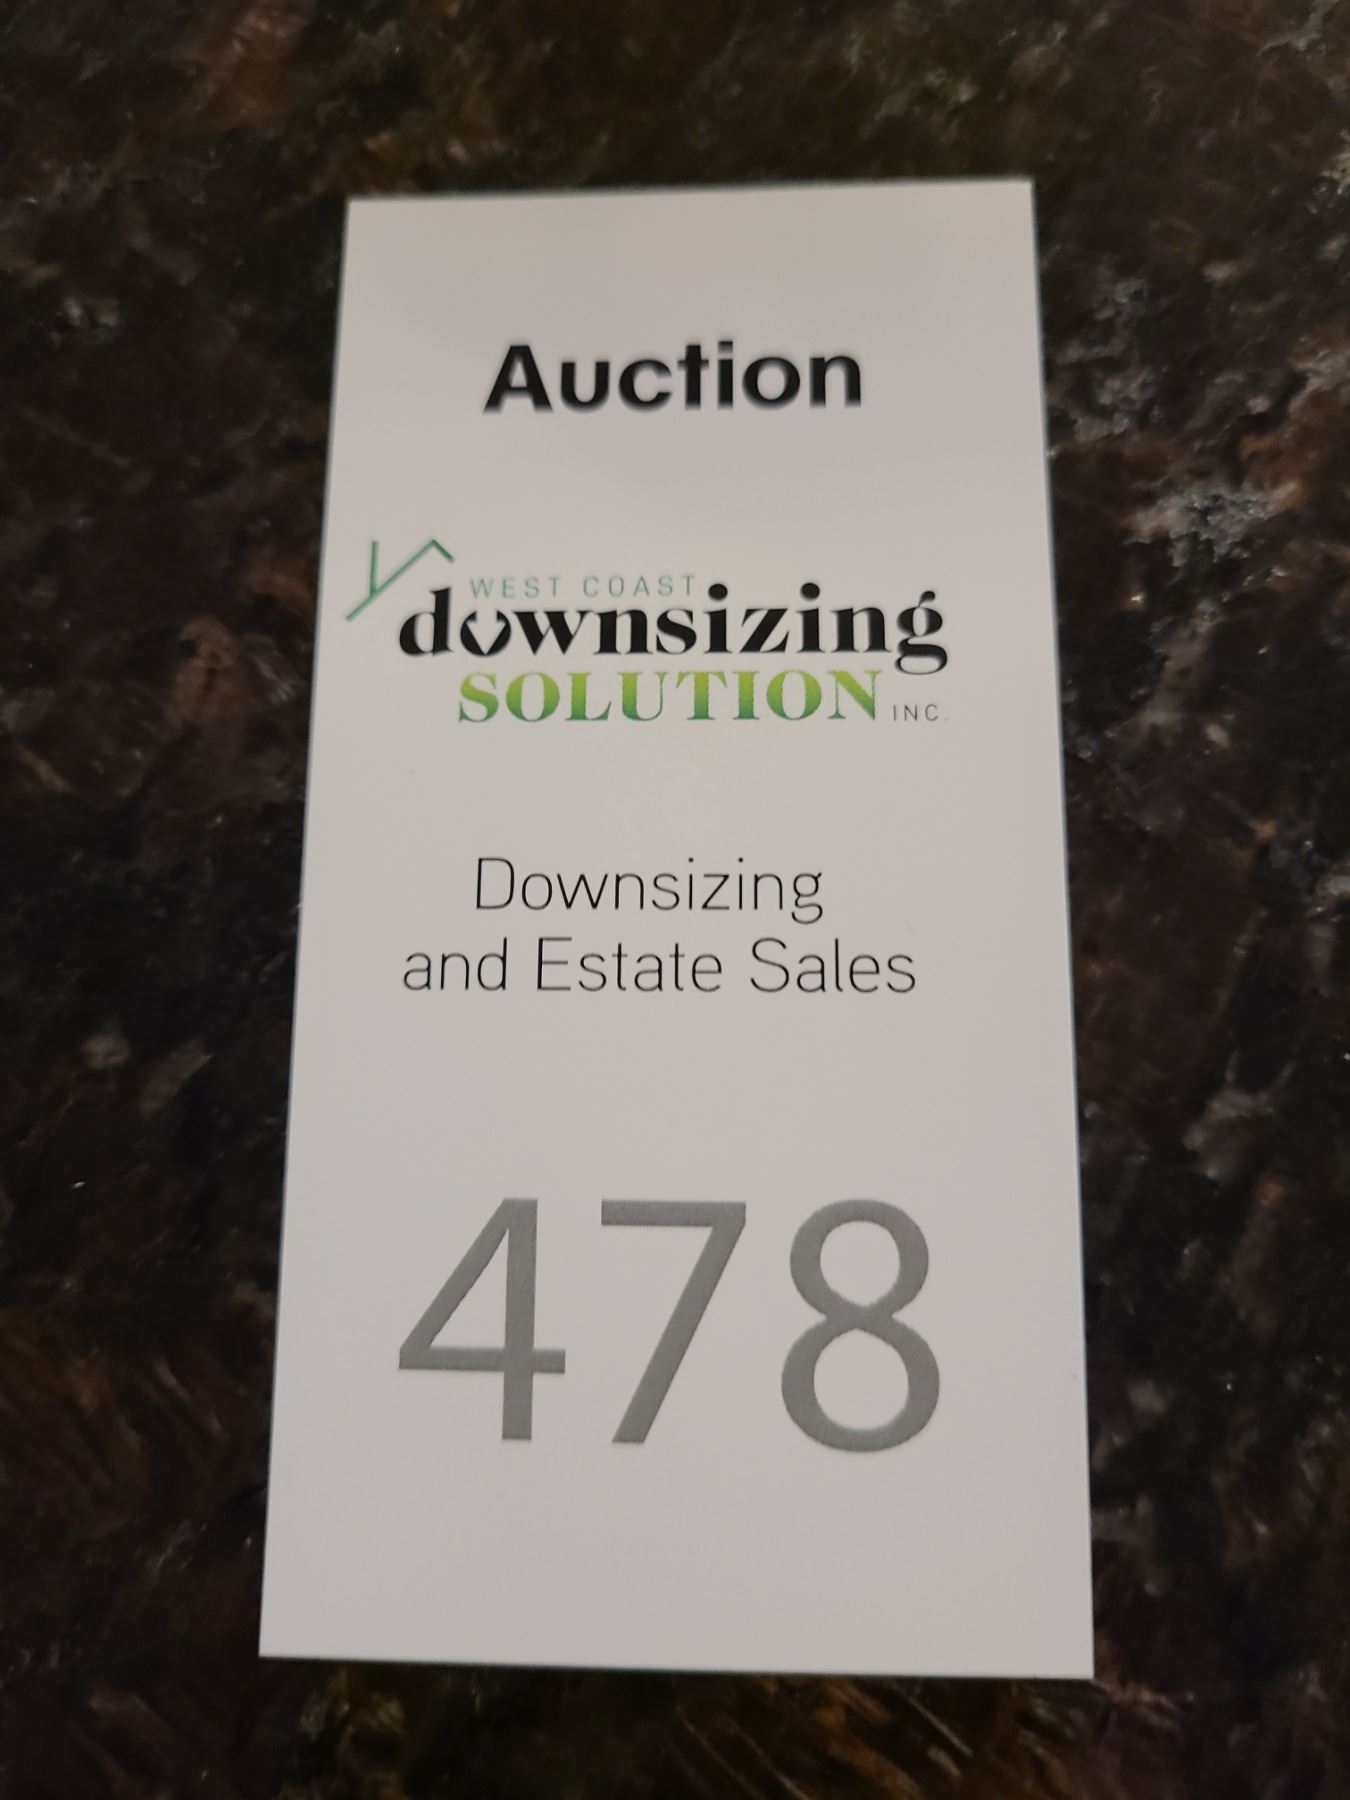 Auction
WEST COAST
downsizing
SOLUTION INC.
Downsizing
and Estate Sales
478